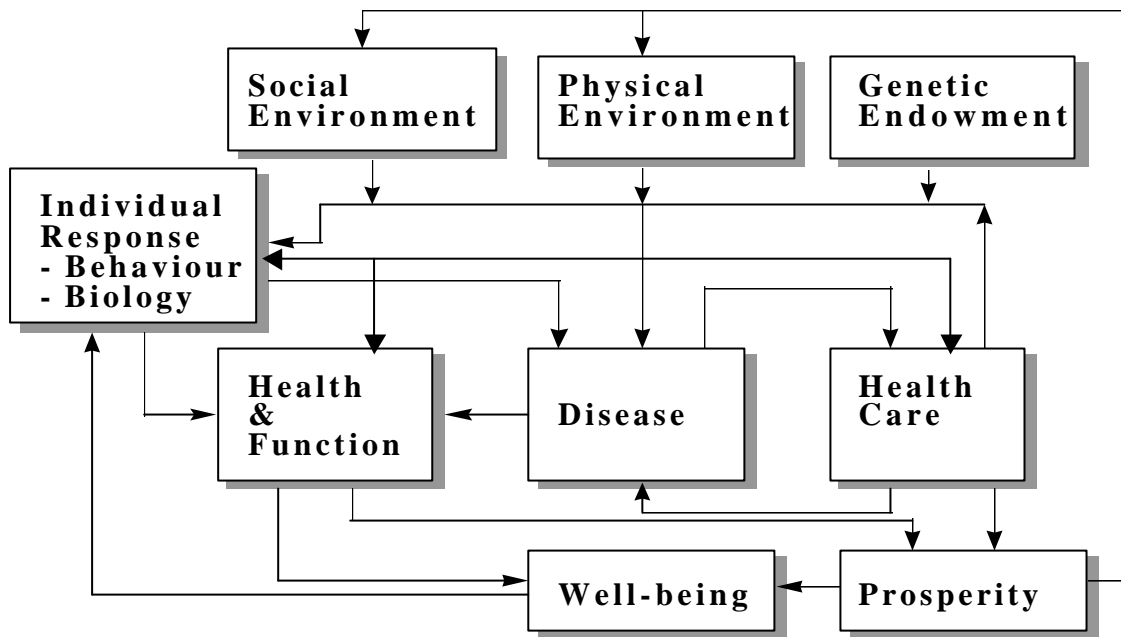 Social
Environment
Physical
Environment
Genetic
Endowment
Individual
Response
- Behaviour
- Biology
Health
&
Function
Disease
Health
Care
Well-being
Prosperity